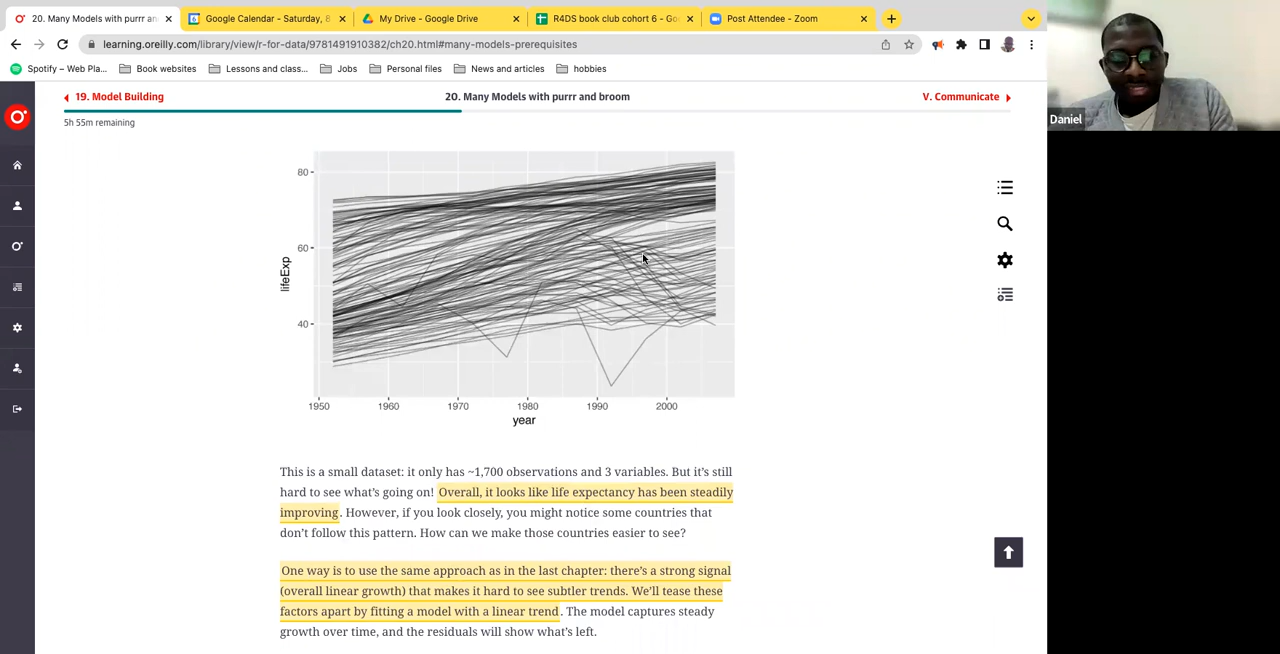 20. Many Models with purrr an
Google Calendar - Saturday, 8
My Drive - Google Drive
R4DS book club cohort 6 - Go
Post Attendee - Zoom
learning.oreilly.com/library/view/r-for-data/9781491910382/ch20.html#many-models-prerequisites
Spotify – Web Pla...
Book websites
Lessons and class...
Jobs
Personal files
News and articles
hobbies
19. Model Building
20. Many Models with purrr and broom
V. Communicate
5h 55m remaining
Daniel
80
60
40
lifeExp
1950
1960
1970
1980
1990
2000
year
This is a small dataset: it only has ~1,700 observations and 3 variables. But it’s still
hard to see what’s going on! Overall, it looks like life expectancy has been steadily
improving. However, if you look closely, you might notice some countries that
don’t follow this pattern. How can we make those countries easier to see?
One way is to use the same approach as in the last chapter: there’s a strong signal
(overall linear growth) that makes it hard to see subtler trends. We’ll tease these
factors apart by fitting a model with a linear trend. The model captures steady
growth over time, and the residuals will show what’s left.